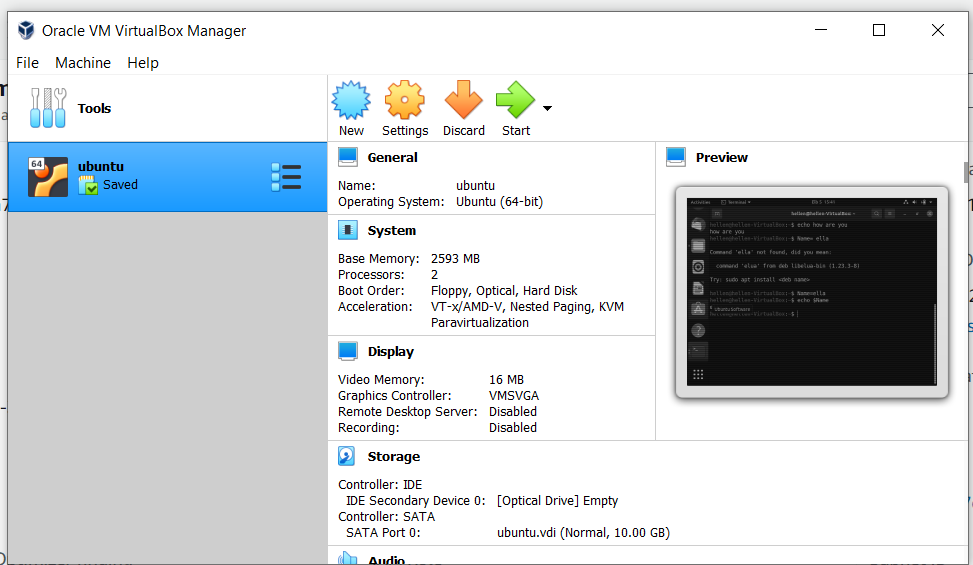 Oracle VM VirtualBox Manager
File Machine Help
Tools
New Settings Discard Start
64
ubuntu
Saved
General
Name: ubuntu
Operating System: Ubuntu (64-bit)
System
Base Memory: 2593 MB
Processors: 2
Boot Order: Floppy, Optical, Hard Disk
Acceleration: VT-x/AMD-V, Nested Paging, KVM
Paravirtualization
Display
Video Memory: 16 MB
Graphics Controller: VMSVGA
Remote Desktop Server: Disabled
Recording: Disabled
Storage
Controller: IDE
IDE Secondary Device 0: [Optical Drive] Empty
Controller: SATA
SATA Port 0: ubuntu.vdi (Normal, 10.00 GB)
Audio
Preview
Activities Terminal
hellen@hellen-VirtualBox: ~
hellen@hellen-VirtualBox:~$ echo how are you
how are you
hellen@hellen-VirtualBox:~$ Name= ella
Command 'ella' not found, did you mean:
command 'elua' from deb libelua-bin (1.23.3-8)
Try: sudo apt install <deb name>
hellen@hellen-VirtualBox:~$ Name=ella
hellen@hellen-VirtualBox:~$ echo $Name
hellen@hellen-VirtualBox:~$